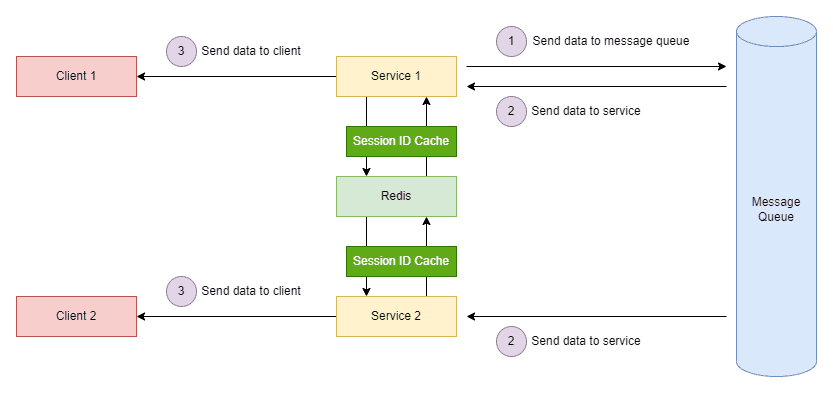 3 Send data to client
1 Send data to message queue
Client 1
Service 1
2 Send data to service
Session ID Cache
Redis
Message
Queue
Session ID Cache
3 Send data to client
Client 2
Service 2
2 Send data to service